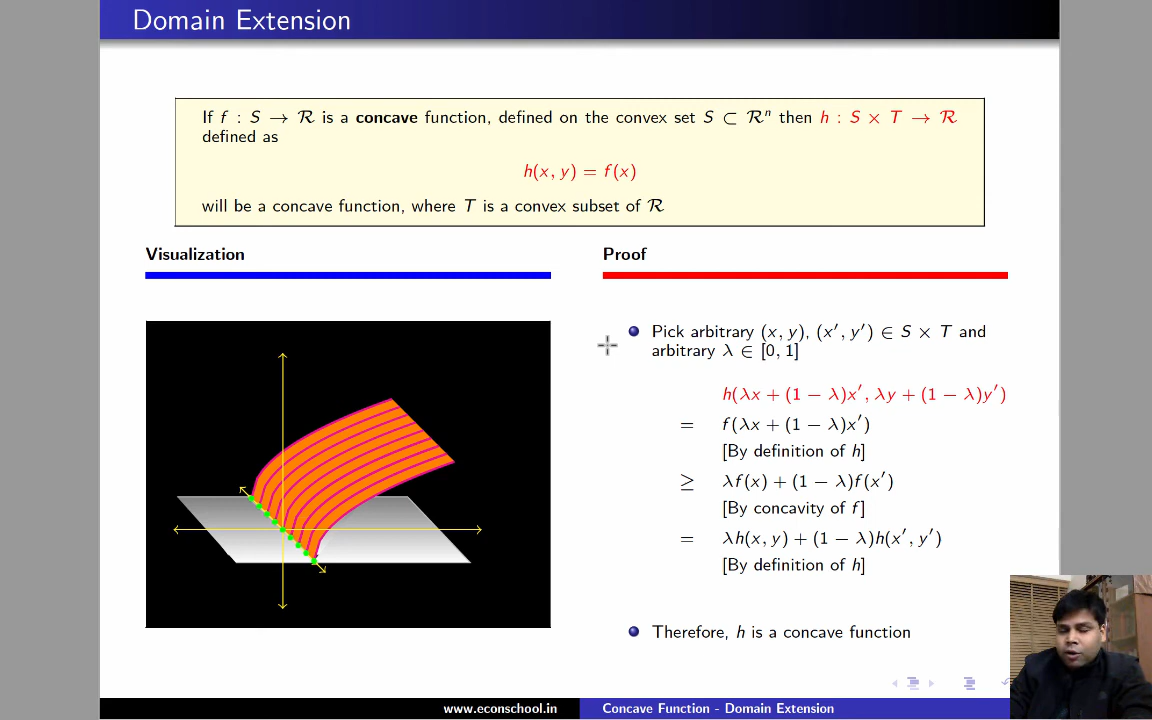 Domain Extension
If f : S → ℛ is a concave function, defined on the convex set S ⊂ ℛⁿ then h : S × T → ℛ
defined as
h(x, y) = f(x)
will be a concave function, where T is a convex subset of ℛ
Visualization
Proof
Pick arbitrary (x, y), (x′, y′) ∈ S × T and
arbitrary λ ∈ [0, 1]
h(λx + (1 − λ)x′, λy + (1 − λ)y′)
= f(λx + (1 − λ)x′)
[By definition of h]
≥ λf(x) + (1 − λ)f(x′)
[By concavity of f]
= λh(x, y) + (1 − λ)h(x′, y′)
[By definition of h]
Therefore, h is a concave function
www.econschool.in
Concave Function - Domain Extension